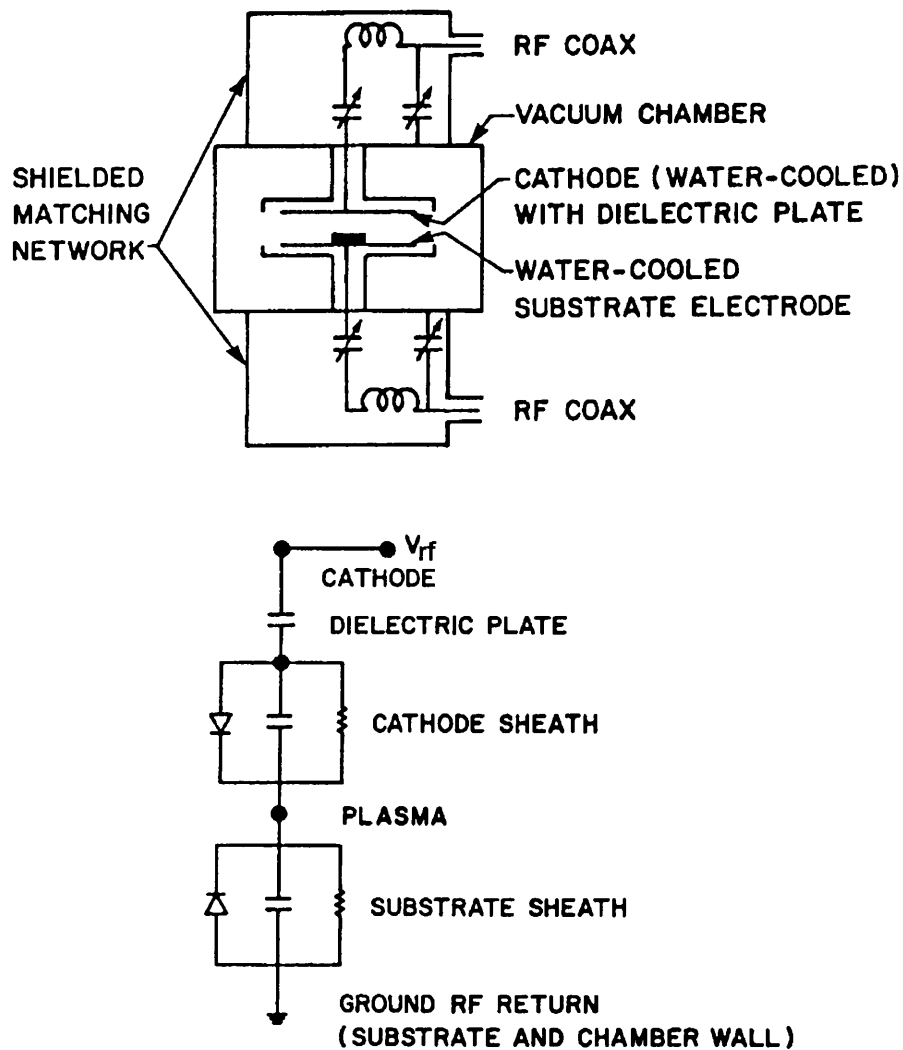 RF COAX
VACUUM CHAMBER
SHIELDED
MATCHING
NETWORK
CATHODE (WATER-COOLED)
WITH DIELECTRIC PLATE
WATER-COOLED
SUBSTRATE ELECTRODE
RF COAX
Vrf
CATHODE
DIELECTRIC PLATE
CATHODE SHEATH
PLASMA
SUBSTRATE SHEATH
GROUND RF RETURN
(SUBSTRATE AND CHAMBER WALL)